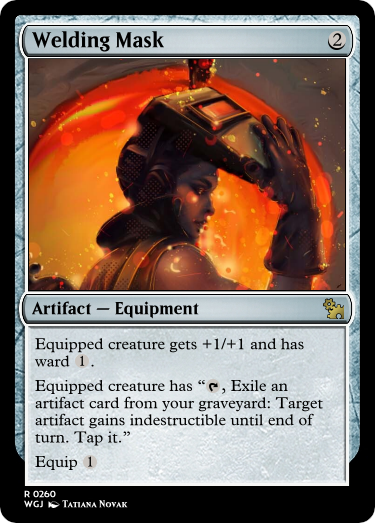 Welding Mask 2
Artifact — Equipment
Equipped creature gets +1/+1 and has
ward 1.
Equipped creature has “, Exile an
artifact card from your graveyard: Target
artifact gains indestructible until end of
turn. Tap it.”
Equip 1
R 0260
WGJ Tatiana Novak